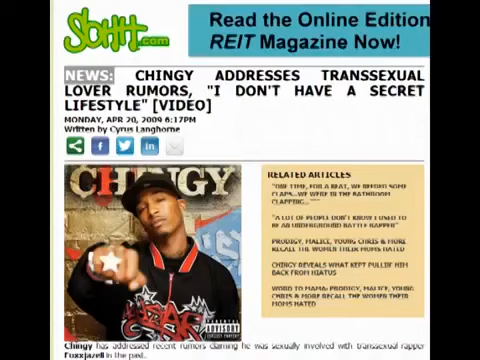 SOHH.com
Read the Online Edition
REIT Magazine Now!
NEWS: CHINGY ADDRESSES TRANSSEXUAL
LOVER RUMORS, "I DON'T HAVE A SECRET
LIFESTYLE" [VIDEO]
MONDAY, APR 20, 2009 6:17PM
Written by Cyrus Langhorne
CHINGY
PARENTAL
ADVISORY
EXPLICIT CONTENT
RELATED ARTICLES
"ONE TIME, FOR A BEAT, WE NEEDED SOME
CLAPS...WE WERE IN THE BATHROOM
CLAPPING..."
"A LOT OF PEOPLE DON'T KNOW I USED TO
BE AN UNDERGROUND BATTLE RAPPER"
PRODIGY, MALICE, YOUNG CHRIS & MORE
RECALL THE WOMEN THEIR MOMS HATED
CHINGY REVEALS WHAT KEPT PULLIN' HIM
BACK FROM HIATUS
WORD TO MAMA: PRODIGY, MALICE, YOUNG
CHRIS & MORE RECALL THE WOMEN THEIR
MOMS HATED
Chingy has addressed recent rumors claiming he was sexually involved with transsexual rapper
Foxxjazell in the past.